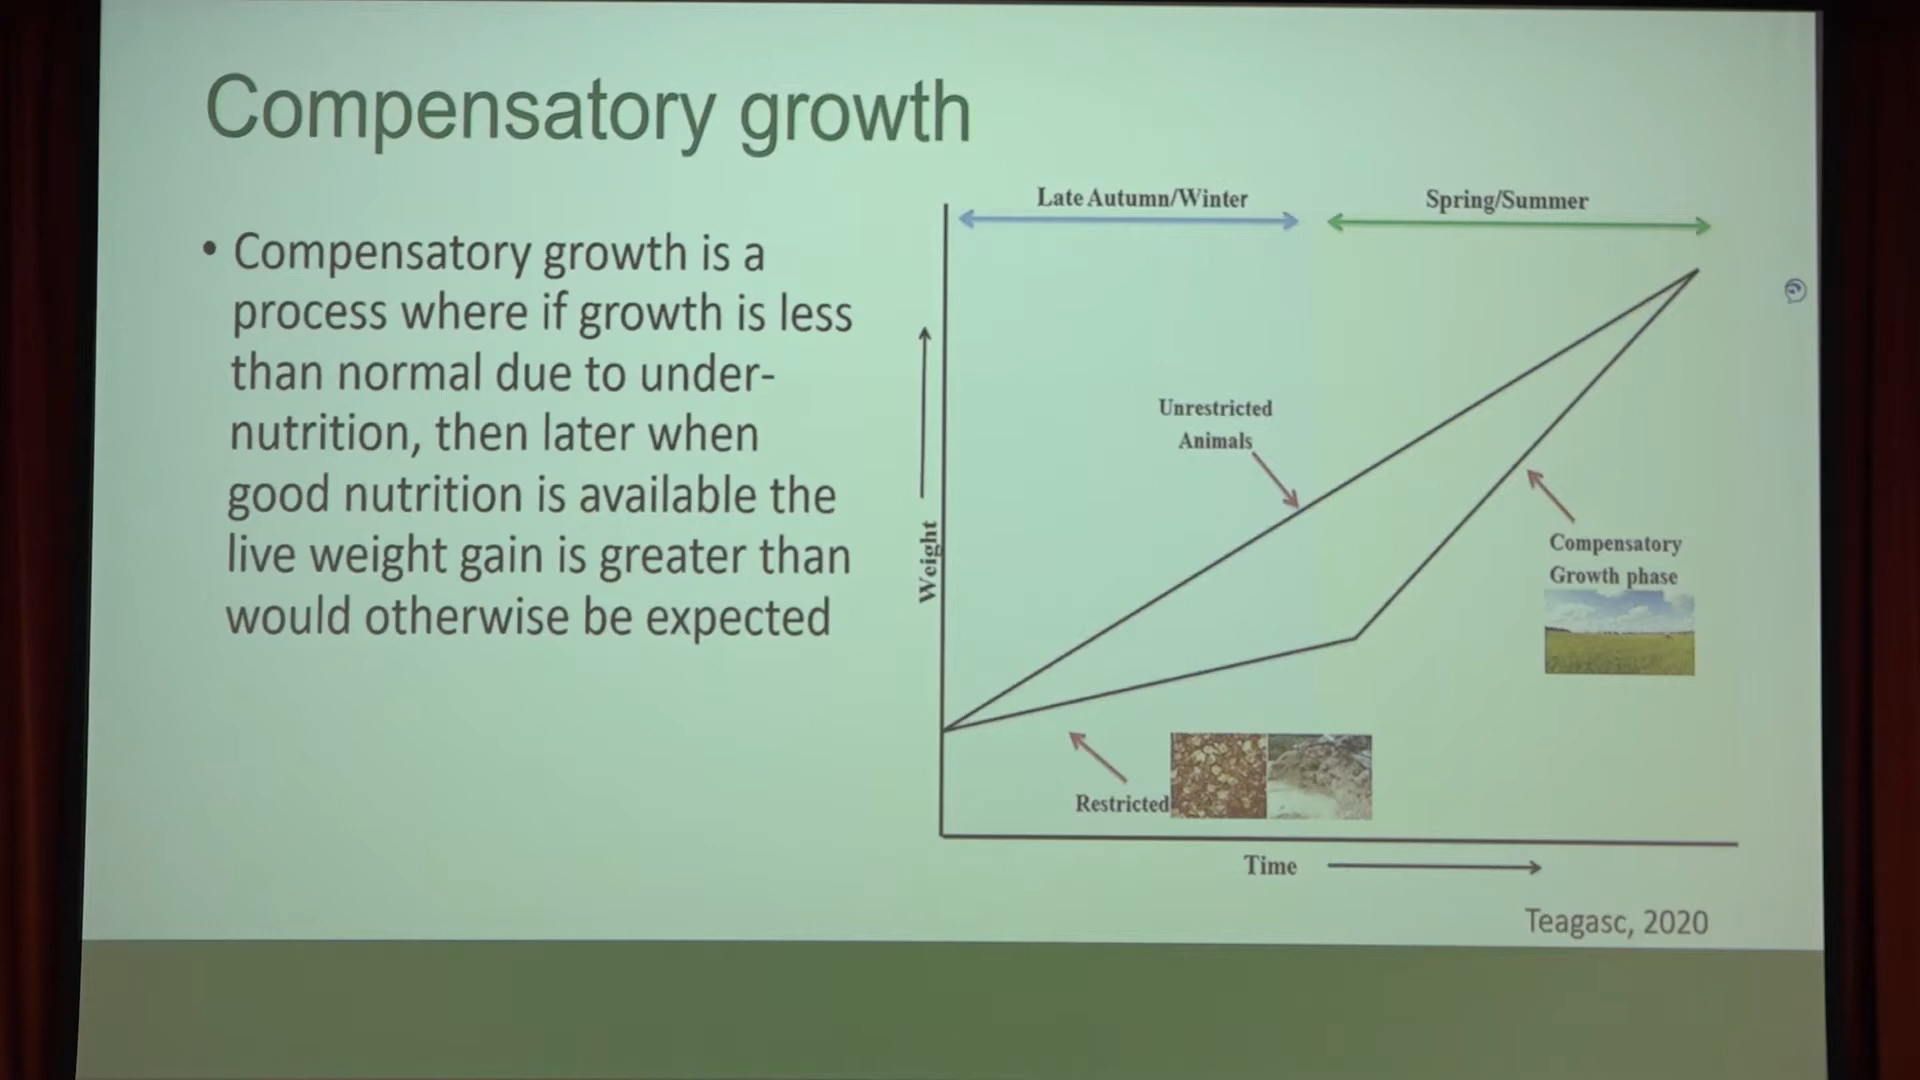 Compensatory growth
• Compensatory growth is a
process where if growth is less
than normal due to under-
nutrition, then later when
good nutrition is available the
live weight gain is greater than
would otherwise be expected
Late Autumn/Winter
Spring/Summer
Unrestricted
Animals
Compensatory
Growth phase
Weight
Restricted
Time
Teagasc, 2020